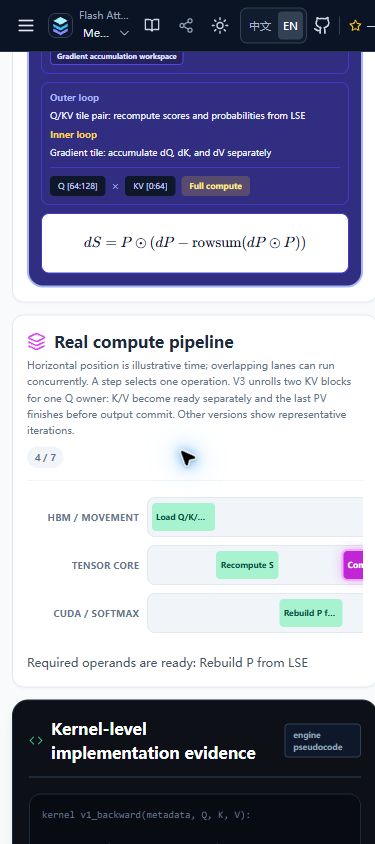 Flash Att...
Me...
中文
EN
Gradient accumulation workspace
Outer loop
Q/KV tile pair: recompute scores and probabilities from LSE
Inner loop
Gradient tile: accumulate dQ, dK, and dV separately
Q [64:128] × KV [0:64] Full compute
dS = P ⊙ (dP − rowsum(dP ⊙ P))
Real compute pipeline
Horizontal position is illustrative time; overlapping lanes can run
concurrently. A step selects one operation. V3 unrolls two KV blocks
for one Q owner: K/V become ready separately and the last PV
finishes before output commit. Other versions show representative
iterations.
4 / 7
HBM / MOVEMENT
Load Q/K/...
TENSOR CORE
Recompute S
Com
CUDA / SOFTMAX
Rebuild P f...
Required operands are ready: Rebuild P from LSE
Kernel-level
implementation evidence
engine
pseudocode
kernel v1_backward(metadata, Q, K, V):